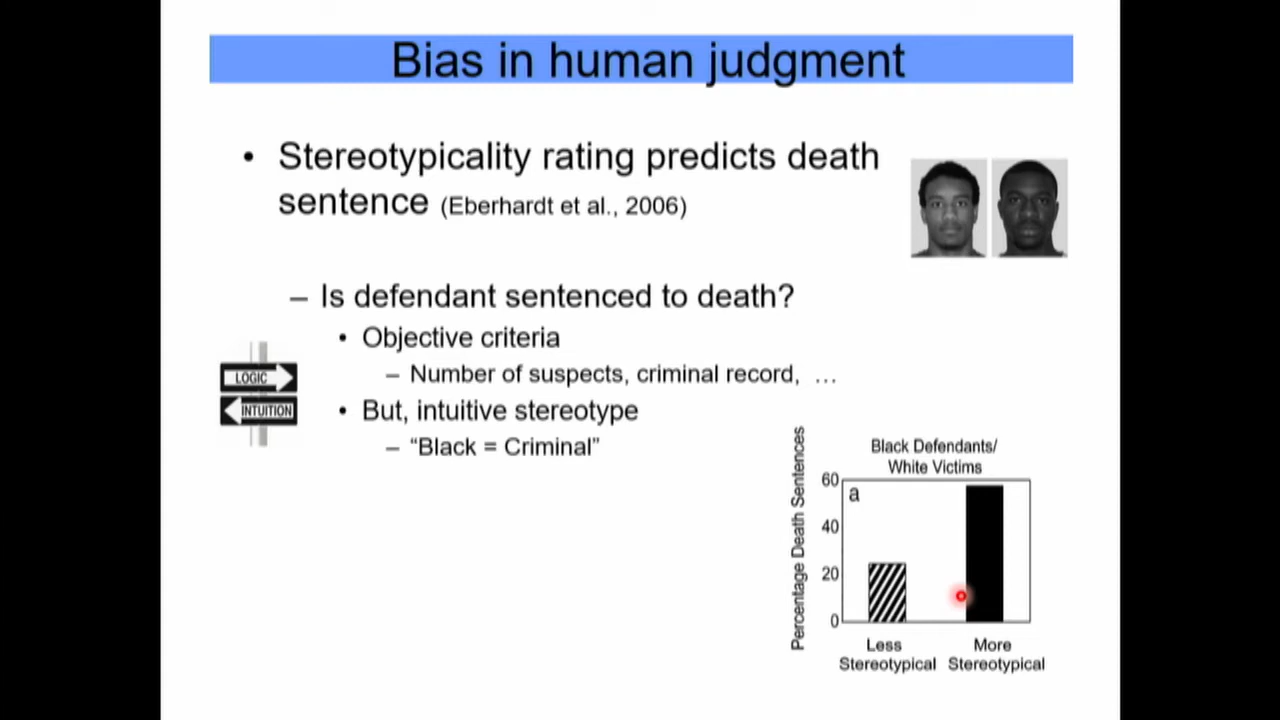 Bias in human judgment
• Stereotypicality rating predicts death
sentence (Eberhardt et al., 2006)
– Is defendant sentenced to death?
• Objective criteria
– Number of suspects, criminal record, …
• But, intuitive stereotype
– “Black = Criminal”
LOGIC
INTUITION
Black Defendants/
White Victims
Percentage Death Sentences
60
40
20
0
a
Less
Stereotypical
More
Stereotypical